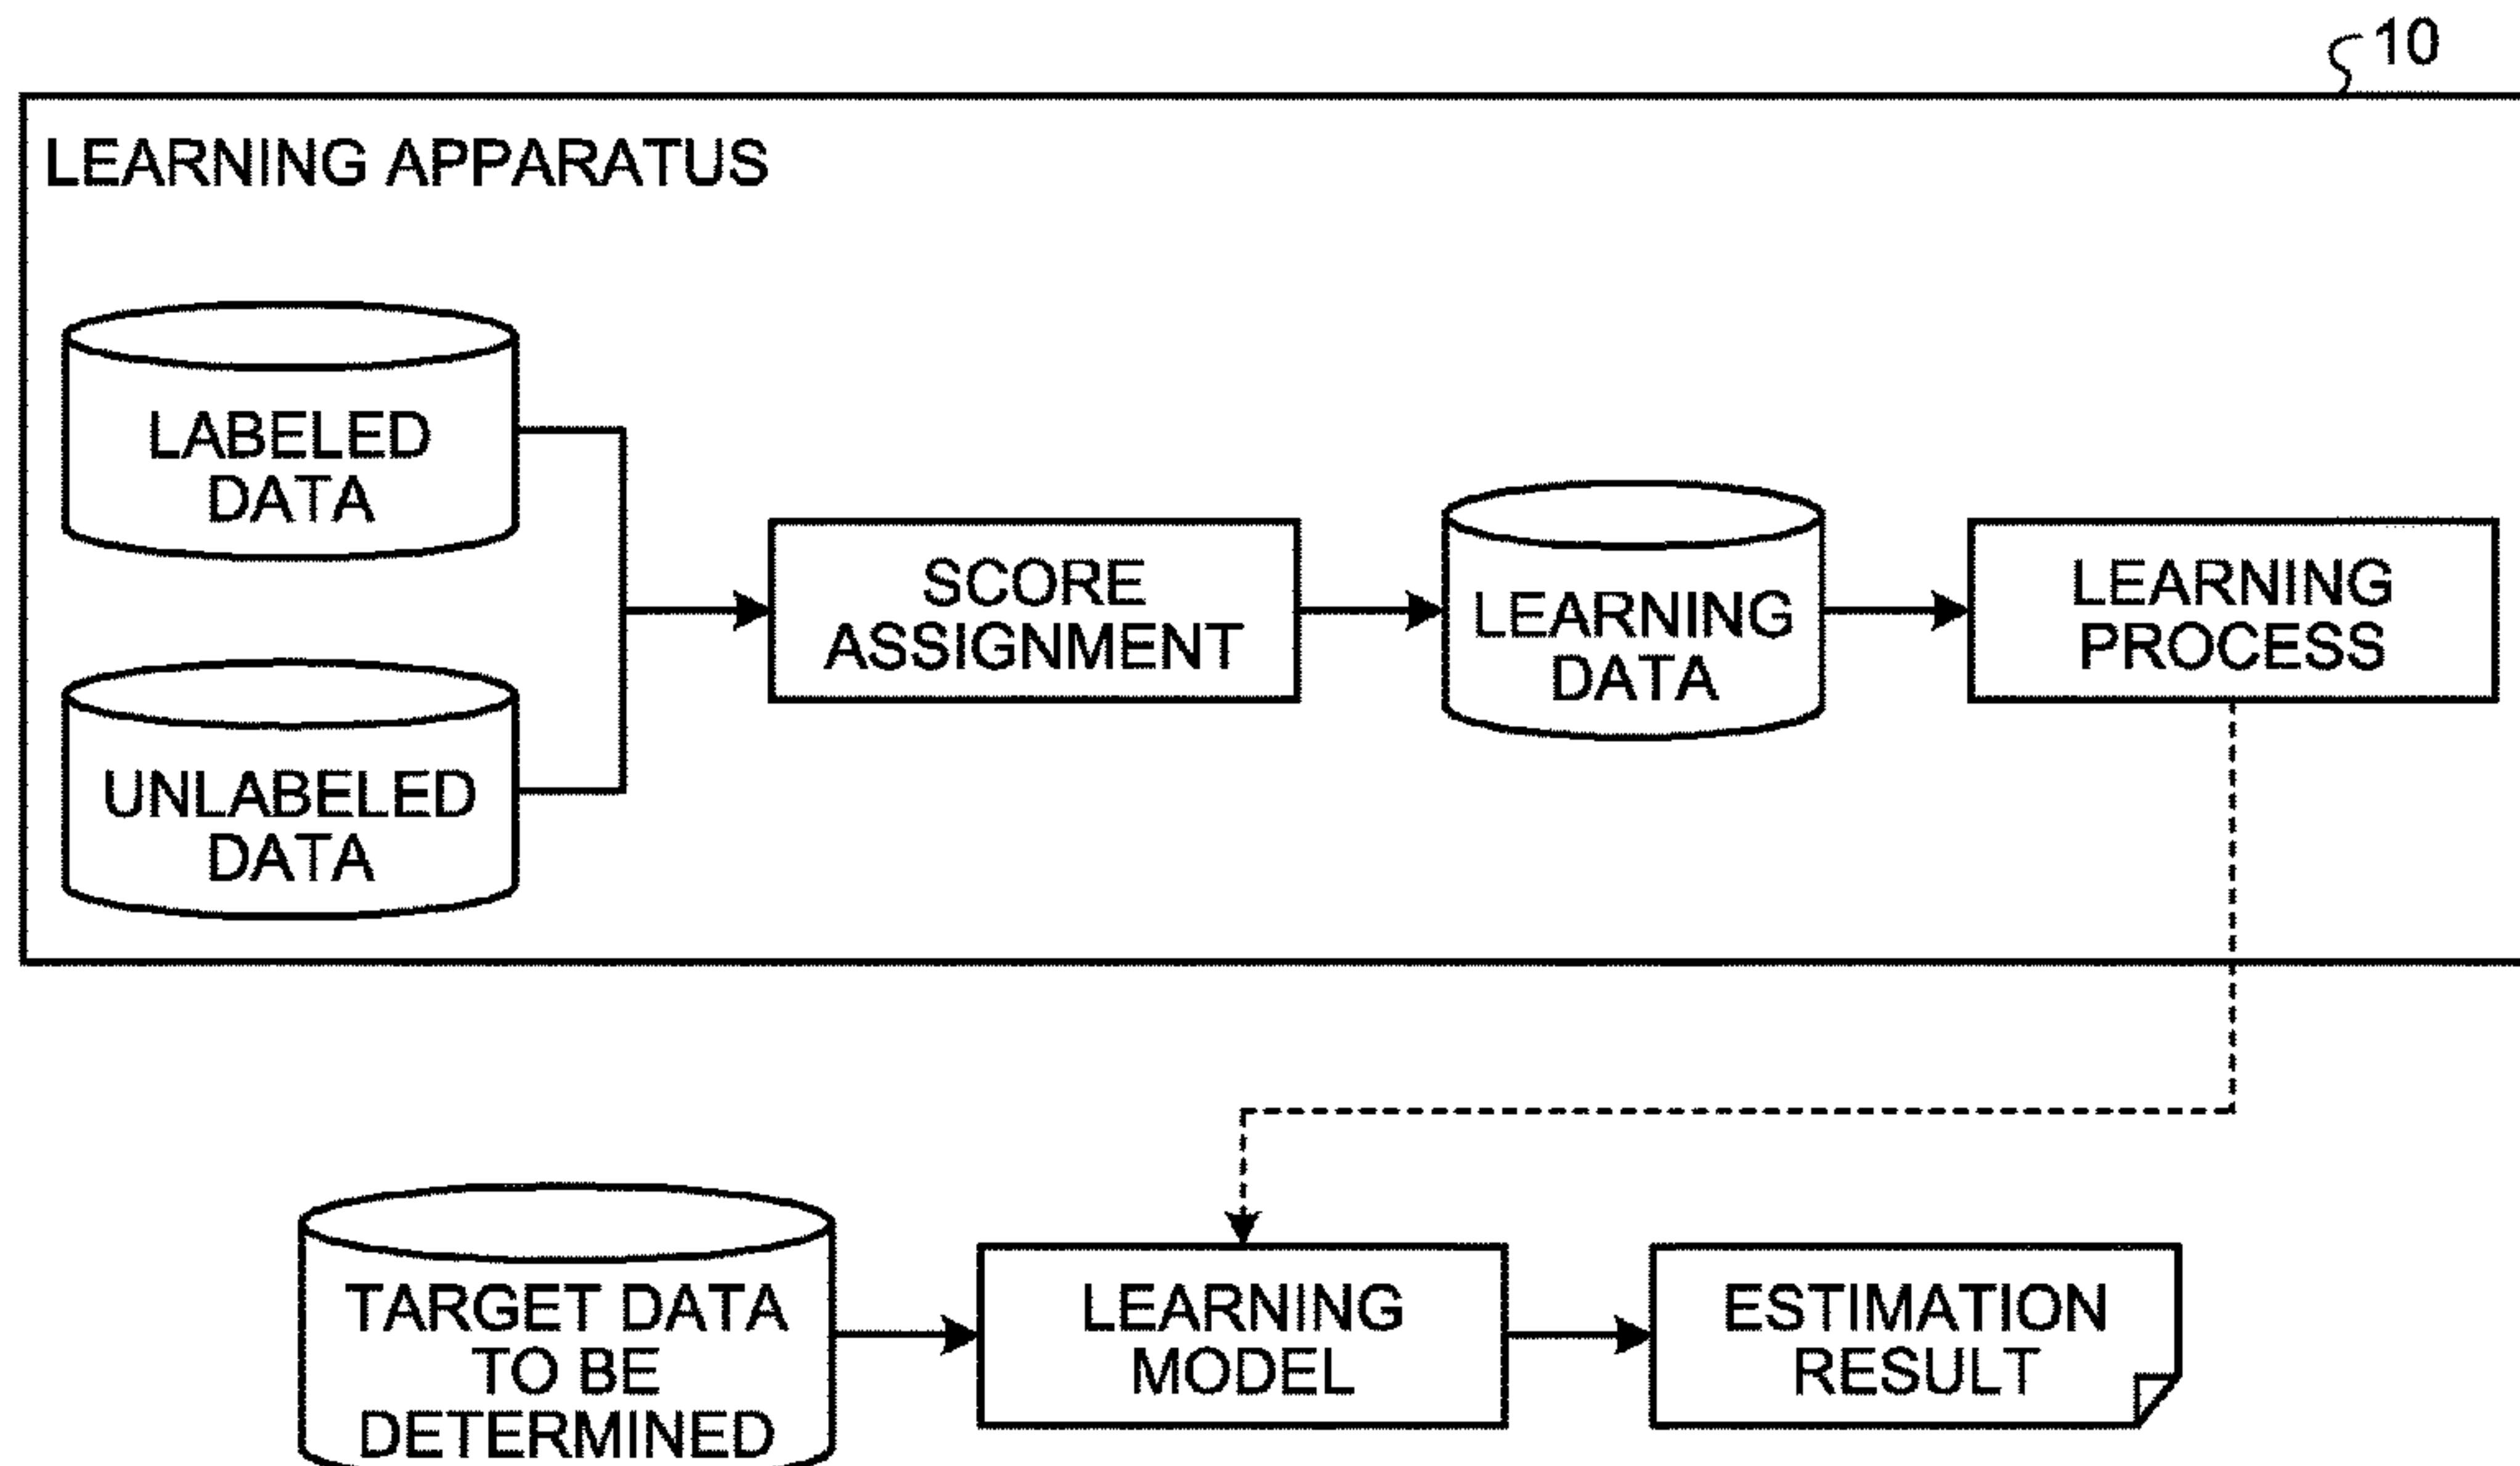 10
LEARNING APPARATUS
LABELED
DATA
UNLABELED
DATA
SCORE
ASSIGNMENT
LEARNING
DATA
LEARNING
PROCESS
TARGET DATA
TO BE
DETERMINED
LEARNING
MODEL
ESTIMATION
RESULT